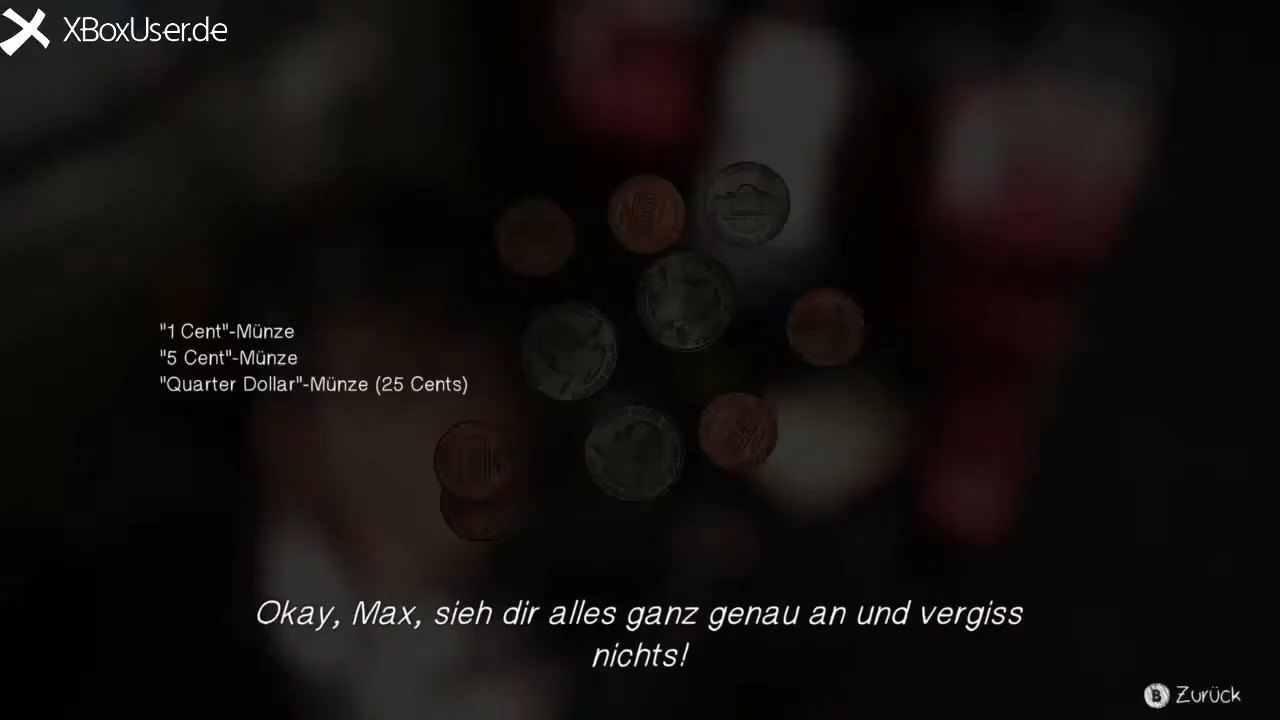 XBoxUser.de
"1 Cent"-Münze
"5 Cent"-Münze
"Quarter Dollar"-Münze (25 Cents)
Okay, Max, sieh dir alles ganz genau an und vergiss
nichts!
B Zurück